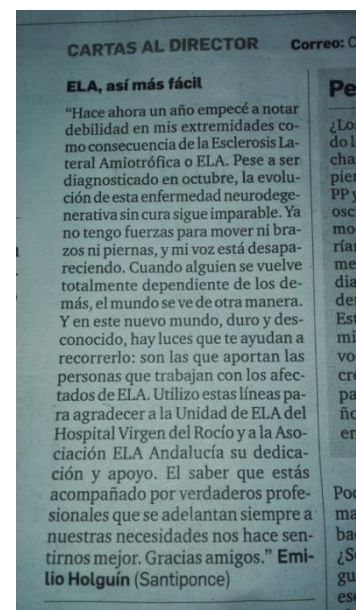 CARTAS AL DIRECTOR Correo:
ELA, así más fácil
“Hace ahora un año empecé a notar
debilidad en mis extremidades co-
mo consecuencia de la Esclerosis La-
teral Amiotrófica o ELA. Pese a ser
diagnosticado en octubre, la evolu-
ción de esta enfermedad neurodege-
nerativa sin cura sigue imparable. Ya
no tengo fuerzas para mover ni bra-
zos ni piernas, y mi voz está desapa-
reciendo. Cuando alguien se vuelve
totalmente dependiente de los de-
más, el mundo se ve de otra manera.
Y en este nuevo mundo, duro y des-
conocido, hay luces que te ayudan a
recorrerlo: son las que aportan las
personas que trabajan con los afec-
tados de ELA. Utilizo estas líneas pa-
ra agradecer a la Unidad de ELA del
Hospital Virgen del Rocío y a la Aso-
ciación ELA Andalucía su dedica-
ción y apoyo. El saber que estás
acompañado por verdaderos profe-
sionales que se adelantan siempre a
nuestras necesidades nos hace sen-
tirnos mejor. Gracias amigos.” Emi-
lio Holguín (Santiponce)